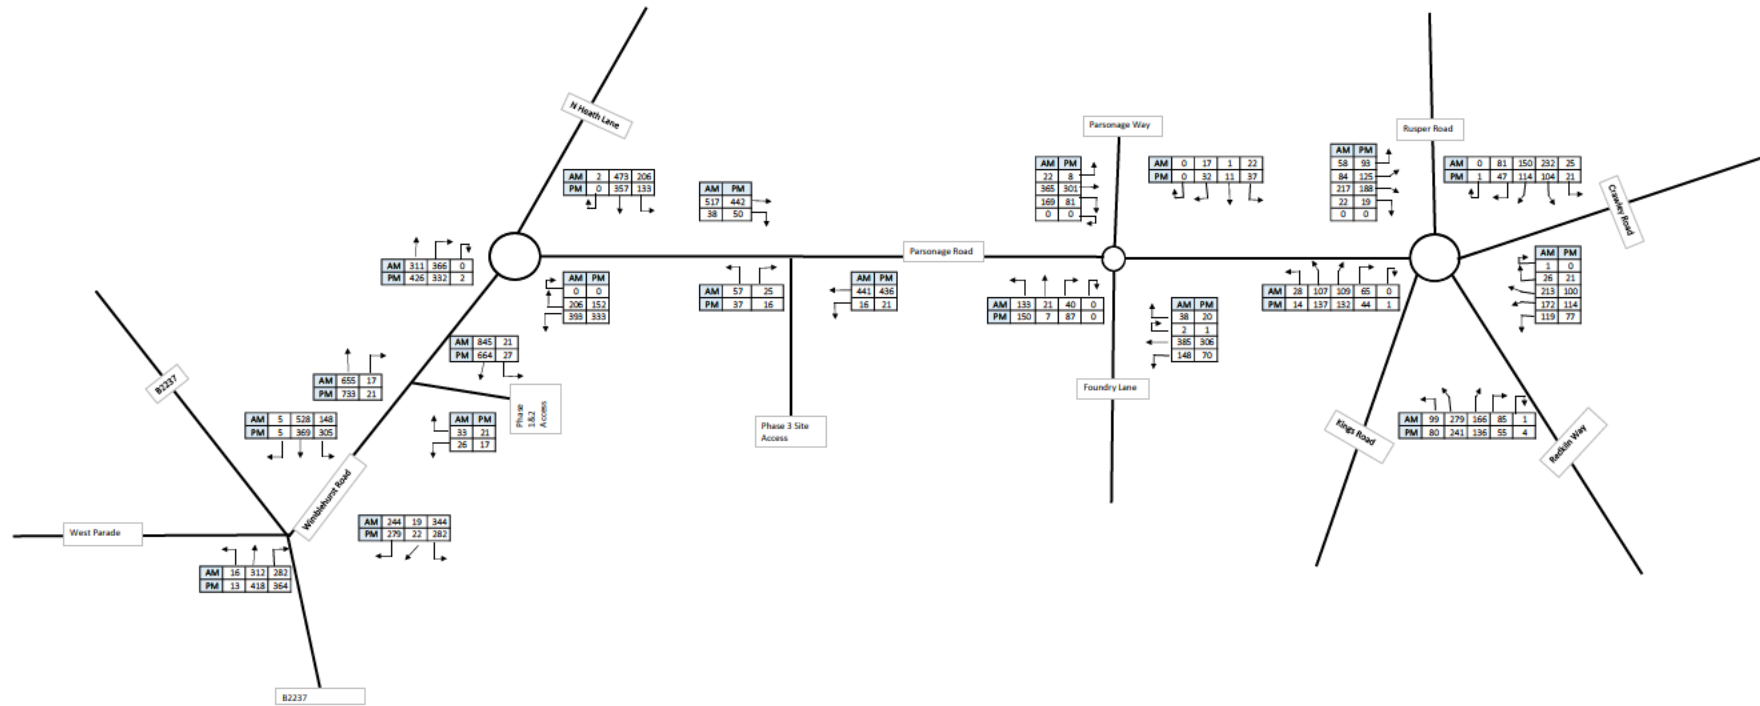 N Heath Lane
Parsonage Way
Rusper Road
AM PM
58 93
84 125
217 188
22 19
0 0
AM 0 81 150 232 25
PM 1 47 114 104 21
AM PM
22 8
365 301
169 81
0 0
AM 0 17 1 22
PM 0 32 11 37
AM 2 473 206
PM 0 357 133
AM PM
517 442
38 50
Crawley Road
Parsonage Road
AM 311 366 0
PM 426 332 2
AM PM
0 0
206 152
393 333
AM 57 25
PM 37 16
AM PM
441 436
16 21
AM 133 21 40 0
PM 150 7 87 0
AM PM
38 20
2 1
385 306
148 70
AM 28 107 109 65 0
PM 14 137 132 44 1
AM PM
1 0
26 21
213 100
172 114
119 77
AM 845 21
PM 664 27
B2237
AM 655 17
PM 733 21
Phase
1&2
Access
Foundry Lane
AM 5 528 148
PM 5 369 305
AM PM
33 21
26 17
Phase 3 Site
Access
Kings Road
AM 99 279 166 85 1
PM 80 241 136 55 4
Redkiln Way
Wimblehurst Road
West Parade
AM 244 19 344
PM 279 22 282
AM 16 312 282
PM 13 418 364
B2237